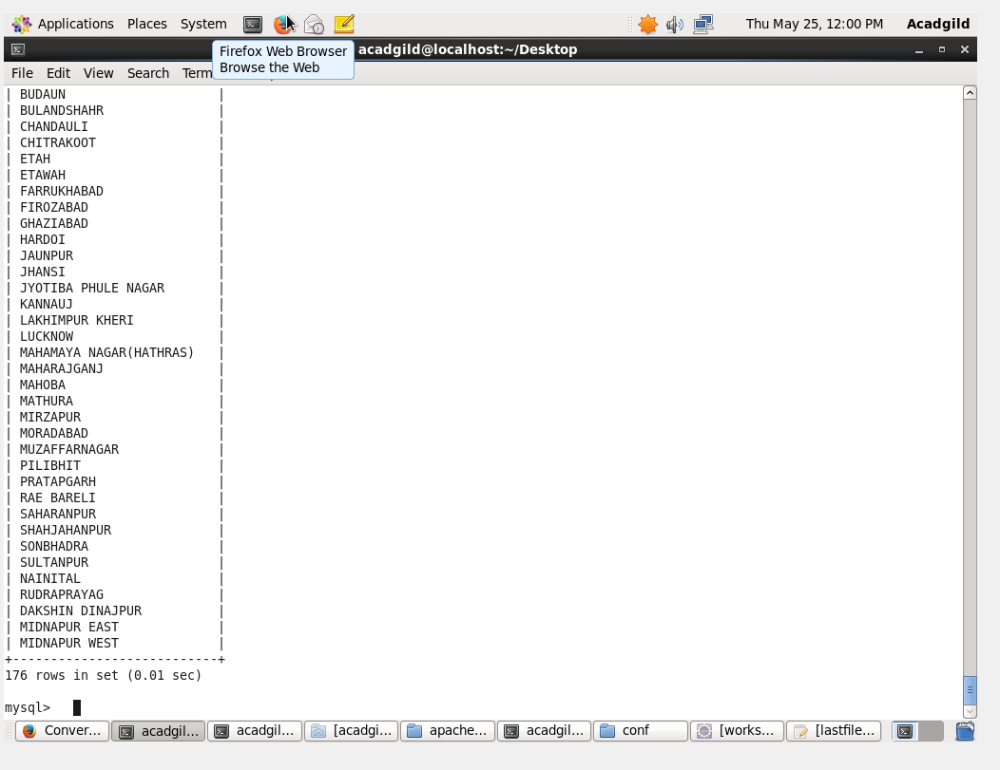 Applications Places System Thu May 25, 12:00 PM Acadgild
acadgild@localhost:~/Desktop
Firefox Web Browser
Browse the Web
File Edit View Search Term
| BUDAUN |
| BULANDSHAHR |
| CHANDAULI |
| CHITRAKOOT |
| ETAH |
| ETAWAH |
| FARRUKHABAD |
| FIROZABAD |
| GHAZIABAD |
| HARDOI |
| JAUNPUR |
| JHANSI |
| JYOTIBA PHULE NAGAR |
| KANNAUJ |
| LAKHIMPUR KHERI |
| LUCKNOW |
| MAHAMAYA NAGAR(HATHRAS) |
| MAHARAJGANJ |
| MAHOBA |
| MATHURA |
| MIRZAPUR |
| MORADABAD |
| MUZAFFARNAGAR |
| PILIBHIT |
| PRATAPGARH |
| RAE BARELI |
| SAHARANPUR |
| SHAHJAHANPUR |
| SONBHADRA |
| SULTANPUR |
| NAINITAL |
| RUDRAPRAYAG |
| DAKSHIN DINAJPUR |
| MIDNAPUR EAST |
| MIDNAPUR WEST |
+---------------------------+
176 rows in set (0.01 sec)
mysql>
Conver... acadgil... acadgil... [acadgi... apache... acadgil... conf [works... [lastfile...